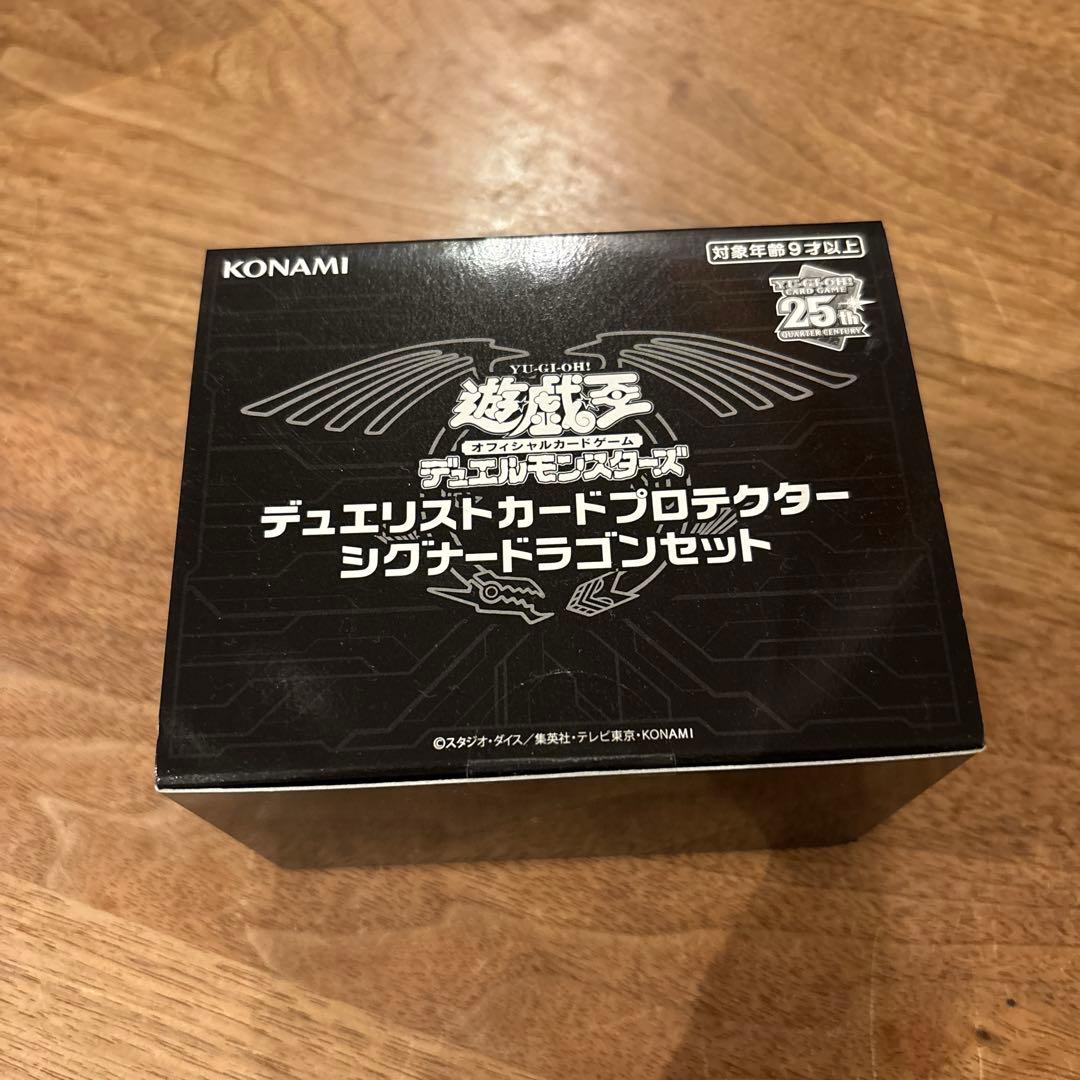 KONAMI
対象年齢9才以上
YU-GI-OH!
CARD GAME
25th
QUARTER CENTURY
YU-GI-OH!
遊戯王
オフィシャルカードゲーム
デュエルモンスターズ
デュエリストカードプロテクター
シグナードラゴンセット
©スタジオ・ダイス/集英社・テレビ東京・KONAMI